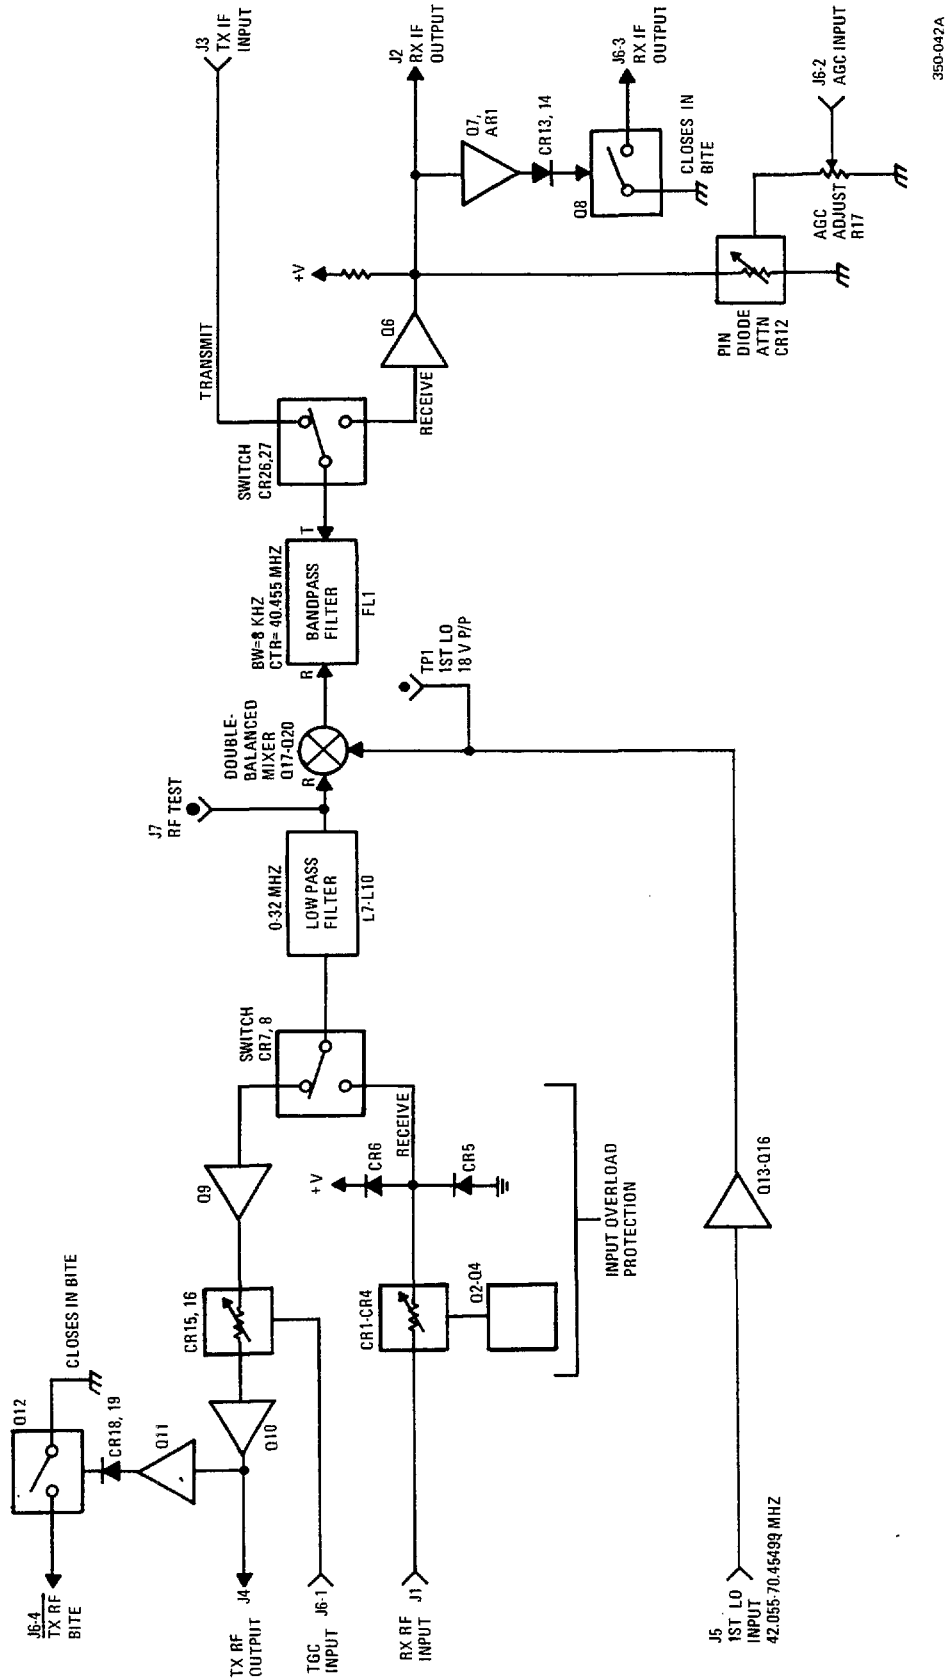 J6-4
TX RF
BITE
Q12
CLOSES IN BITE
CR18, 19
Q11
J4
TX RF
OUTPUT
Q10
CR15, 16
Q9
TGC
INPUT
J6-1
RX RF
INPUT
J1
CR1-CR4
Q2-Q4
+V
CR6
CR5
RECEIVE
INPUT OVERLOAD
PROTECTION
SWITCH
CR7, 8
0-32 MHZ
LOW PASS
FILTER
L7-L10
J7
RF TEST
DOUBLE-
BALANCED
MIXER
Q17-Q20
R
R
BW=8 KHZ
CTR= 40.455 MHZ
BANDPASS
FILTER
FL1
T
SWITCH
CR26,27
TRANSMIT
J3
TX IF
INPUT
RECEIVE
Q6
+V
J2
RX IF
OUTPUT
Q7,
AR1
CR13, 14
Q8
J6-3
RX IF
OUTPUT
CLOSES IN
BITE
PIN
DIODE
ATTN
CR12
AGC
ADJUST
R17
J6-2
AGC INPUT
TP1
1ST LO
18 V P/P
Q13-Q16
J5
1ST LO
INPUT
42.055-70.45499 MHZ
350-042A